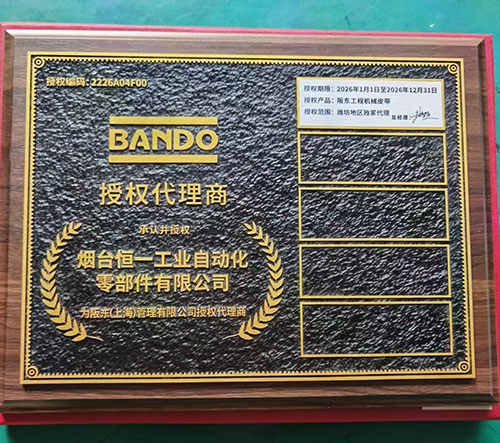 授权编码:2226A04F00
BANDO
授权代理商
承认并授权
烟台恒一工业自动化
零部件有限公司
为阪东(上海)管理有限公司授权代理商
授权期限:2026年1月1日至2026年12月31日
授权产品:阪东工程机械皮带
授权范围:潍坊地区独家代理
总经理: